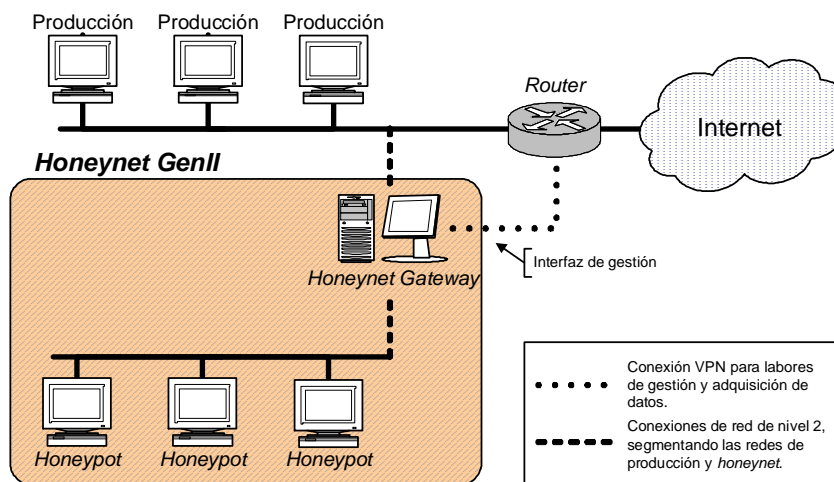 Producción
Producción
Producción
Router
Internet
Honeynet GenII
Honeynet Gateway
Interfaz de gestión
Honeypot
Honeypot
Honeypot
Conexión VPN para labores
de gestión y adquisición de
datos.
Conexiones de red de nivel 2,
segmentando las redes de
producción y honeynet.